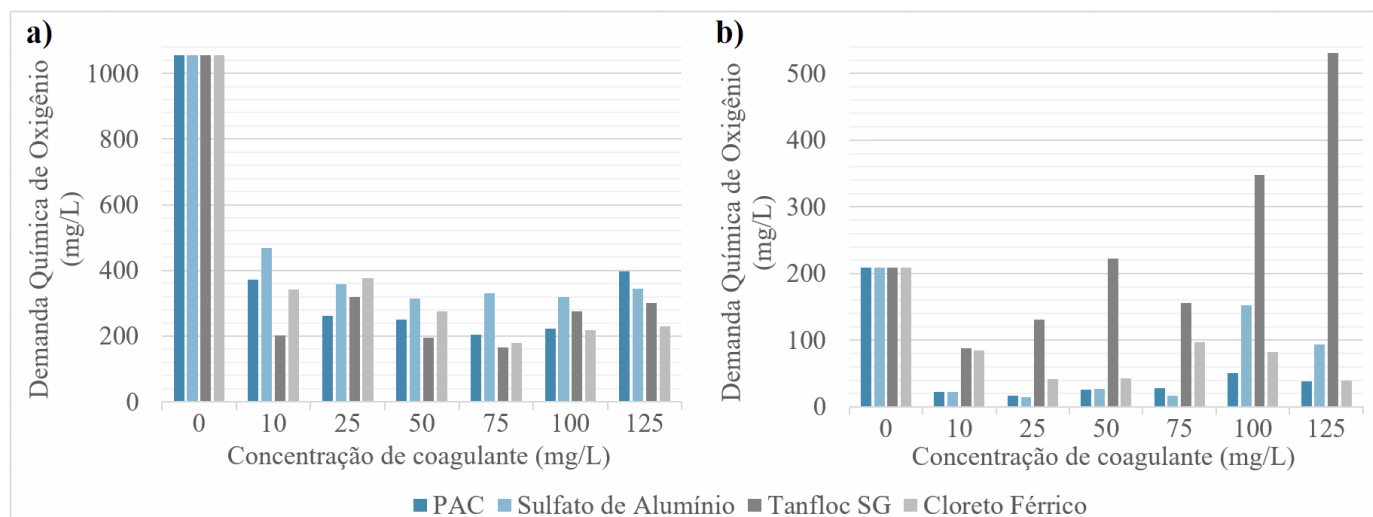 a)
Demanda Química de Oxigênio
(mg/L)
1000
800
600
400
200
0
0 10 25 50 75 100 125
Concentração de coagulante (mg/L)
b)
Demanda Química de Oxigênio
(mg/L)
500
400
300
200
100
0
0 10 25 50 75 100 125
Concentração de coagulante (mg/L)
PAC Sulfato de Alumínio Tanfloc SG Cloreto Férrico